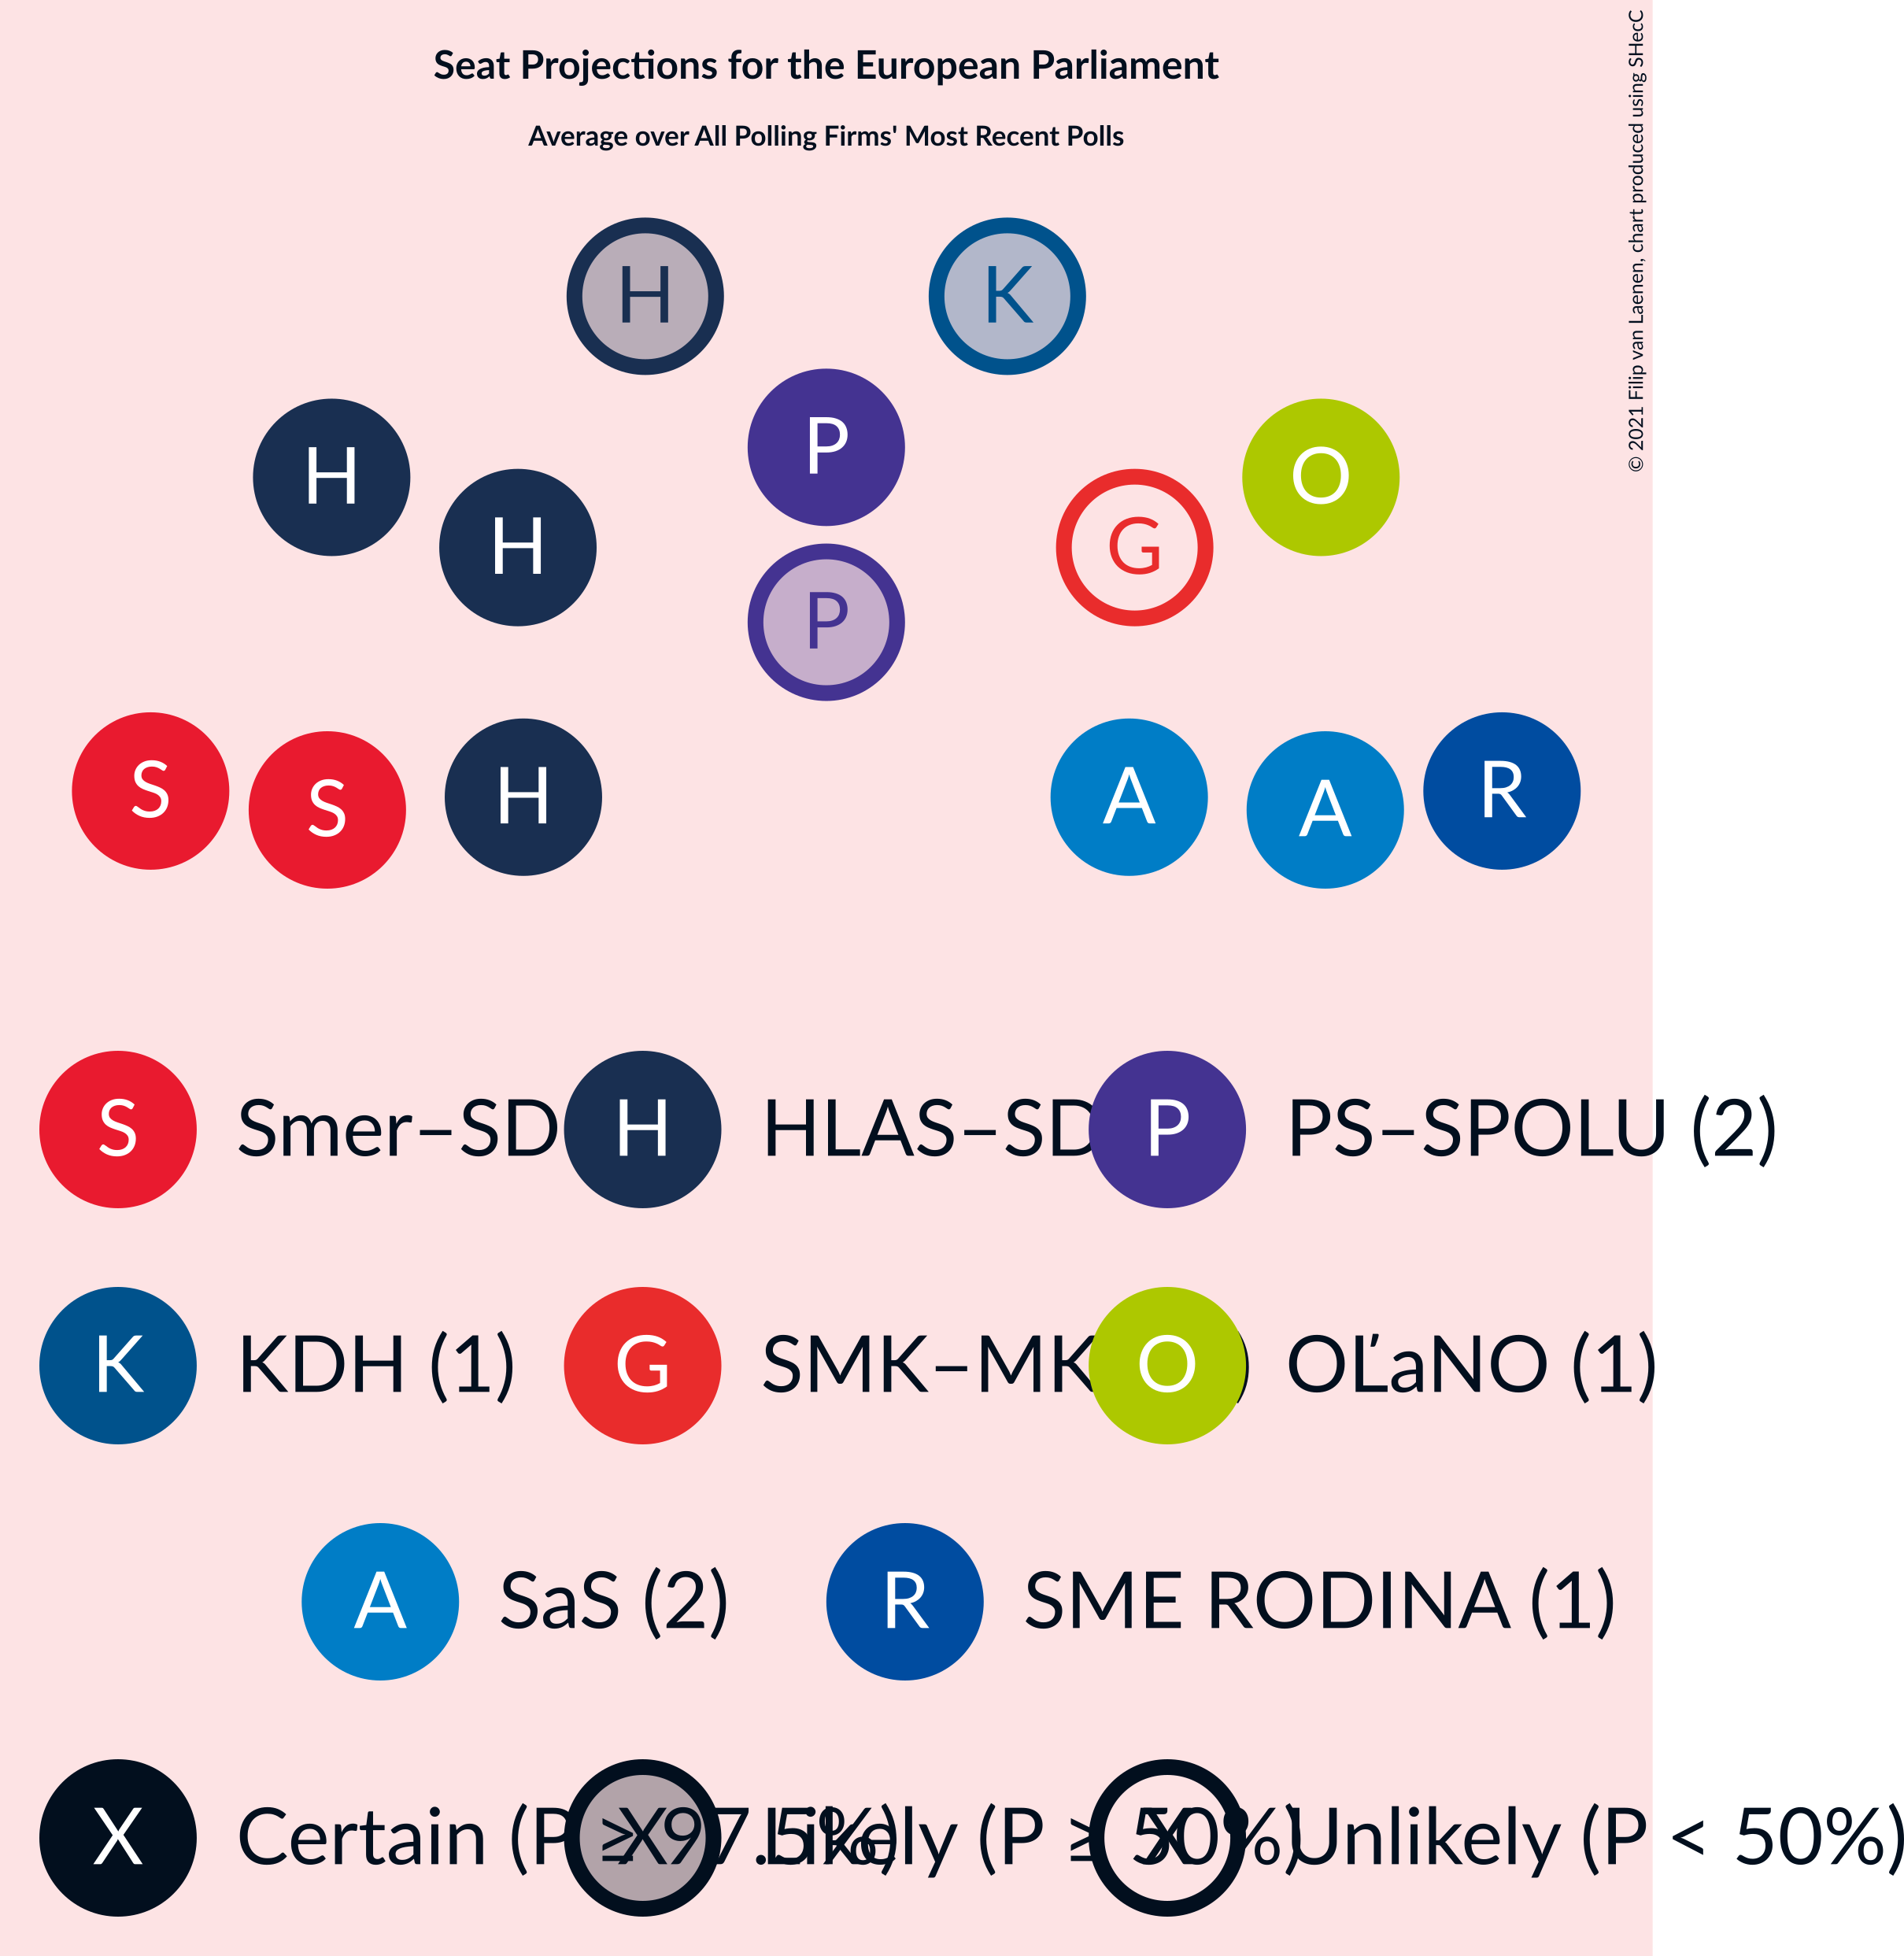 Seat Projections for the European Parliament
Average over All Polling Firms' Most Recent Polls
© 2021 Filip van Laenen, chart produced using SHecC
H K
P
H O
H G
P
S R
H A
S A
S Smer–SD H HLAS–SD P PS–SPOLU (2)
K KDH (1) G SMK–MK O OĽaNO (1)
A SaS (2) R SME RODINA (1)
X Certain (P ≥ 97.5%) X Likely (P ≥ 50%) X Unlikely (P < 50%)